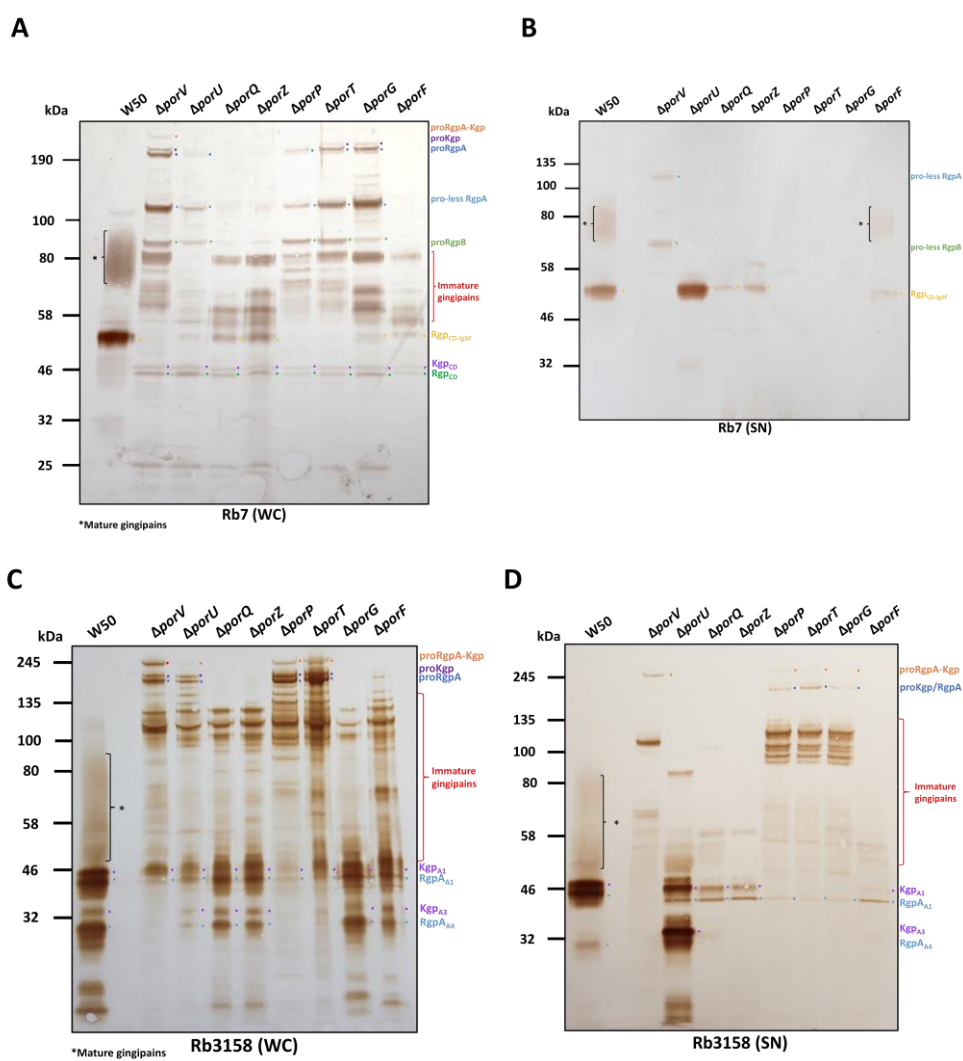 A
kDa
W50 ΔporV ΔporU ΔporQ ΔporZ ΔporP ΔporT ΔporG ΔporF
190
100
80
58
46
32
25
*
proRgpA-Kgp
proKgp
proRgpA
pro-less RgpA
proRgpB
Immature
gingipains
RgpCD-IgSF
KgpCD
RgpCD
Rb7 (WC)
*Mature gingipains
B
kDa
W50 ΔporV ΔporU ΔporQ ΔporZ ΔporP ΔporT ΔporG ΔporF
135
100
80
58
46
32
*
*
pro-less RgpA
pro-less RgpB
RgpCD-IgSF
Rb7 (SN)
C
kDa
W50 ΔporV ΔporU ΔporQ ΔporZ ΔporP ΔporT ΔporG ΔporF
245
135
100
80
58
46
32
*
proRgpA-Kgp
proKgp
proRgpA
Immature
gingipains
KgpA1
RgpAA1
KgpA3
RgpAA4
Rb3158 (WC)
*Mature gingipains
D
kDa
W50 ΔporV ΔporU ΔporQ ΔporZ ΔporP ΔporT ΔporG ΔporF
245
135
100
80
58
46
32
*
proRgpA-Kgp
proKgp/RgpA
Immature
gingipains
KgpA1
RgpAA1
KgpA3
RgpAA4
Rb3158 (SN)